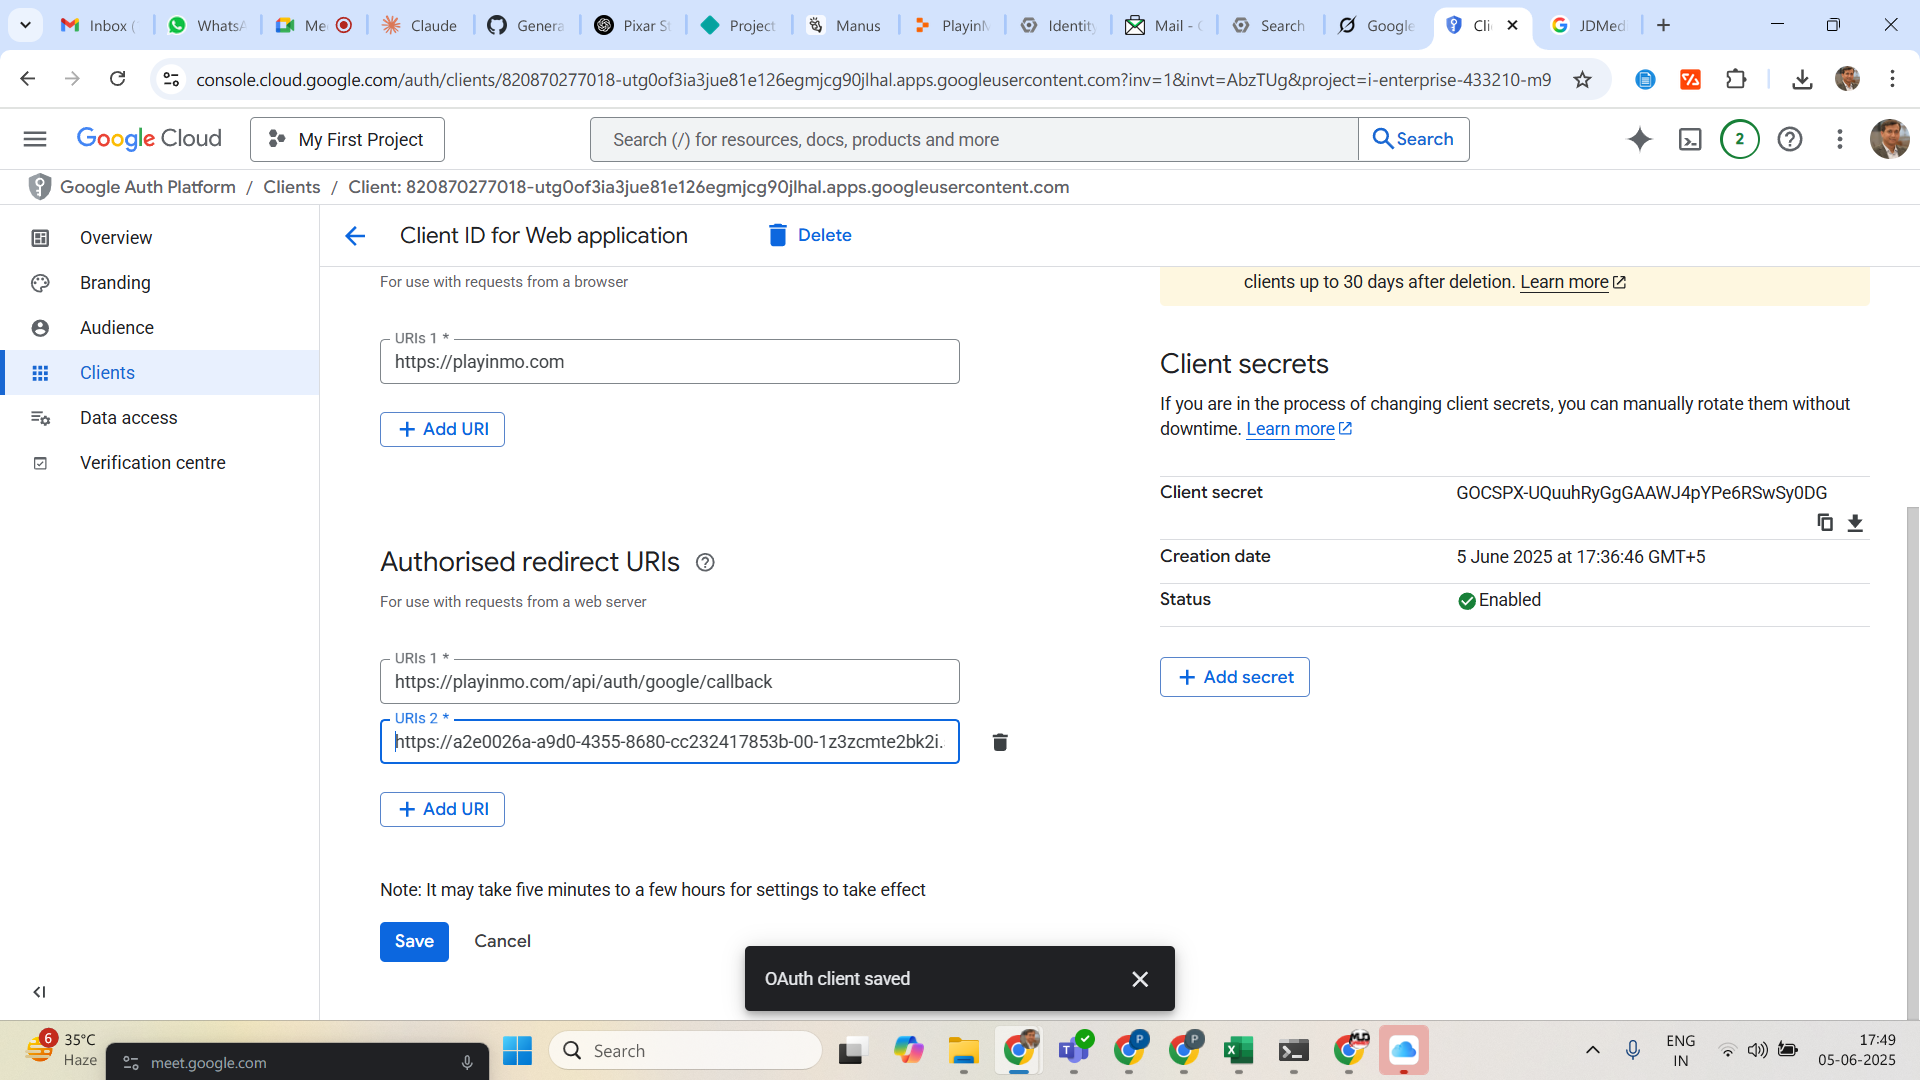 Inbox (
WhatsA
Mee
Claude
Genera
Pixar St
Project
Manus
PlayinM
Identity
Mail - C
Search
Google
Cli
JDMed
console.cloud.google.com/auth/clients/820870277018-utg0of3ia3jue81e126egmjcg90jlhal.apps.googleusercontent.com?inv=1&invt=AbzTUg&project=i-enterprise-433210-m9
Google Cloud
My First Project
Search (/) for resources, docs, products and more
Search
2
Google Auth Platform / Clients / Client: 820870277018-utg0of3ia3jue81e126egmjcg90jlhal.apps.googleusercontent.com
Overview
Branding
Audience
Clients
Data access
Verification centre
Client ID for Web application
Delete
For use with requests from a browser
URIs 1 *
https://playinmo.com
+ Add URI
Authorised redirect URIs
For use with requests from a web server
URIs 1 *
https://playinmo.com/api/auth/google/callback
URIs 2 *
https://a2e0026a-a9d0-4355-8680-cc232417853b-00-1z3zcmte2bk2i.
+ Add URI
Note: It may take five minutes to a few hours for settings to take effect
Save
Cancel
clients up to 30 days after deletion. Learn more
Client secrets
If you are in the process of changing client secrets, you can manually rotate them without
downtime. Learn more
Client secret
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
Creation date
5 June 2025 at 17:36:46 GMT+5
Status
Enabled
+ Add secret
OAuth client saved
6
35°C
Haze
meet.google.com
Search
P
P
ENG
IN
17:49
05-06-2025